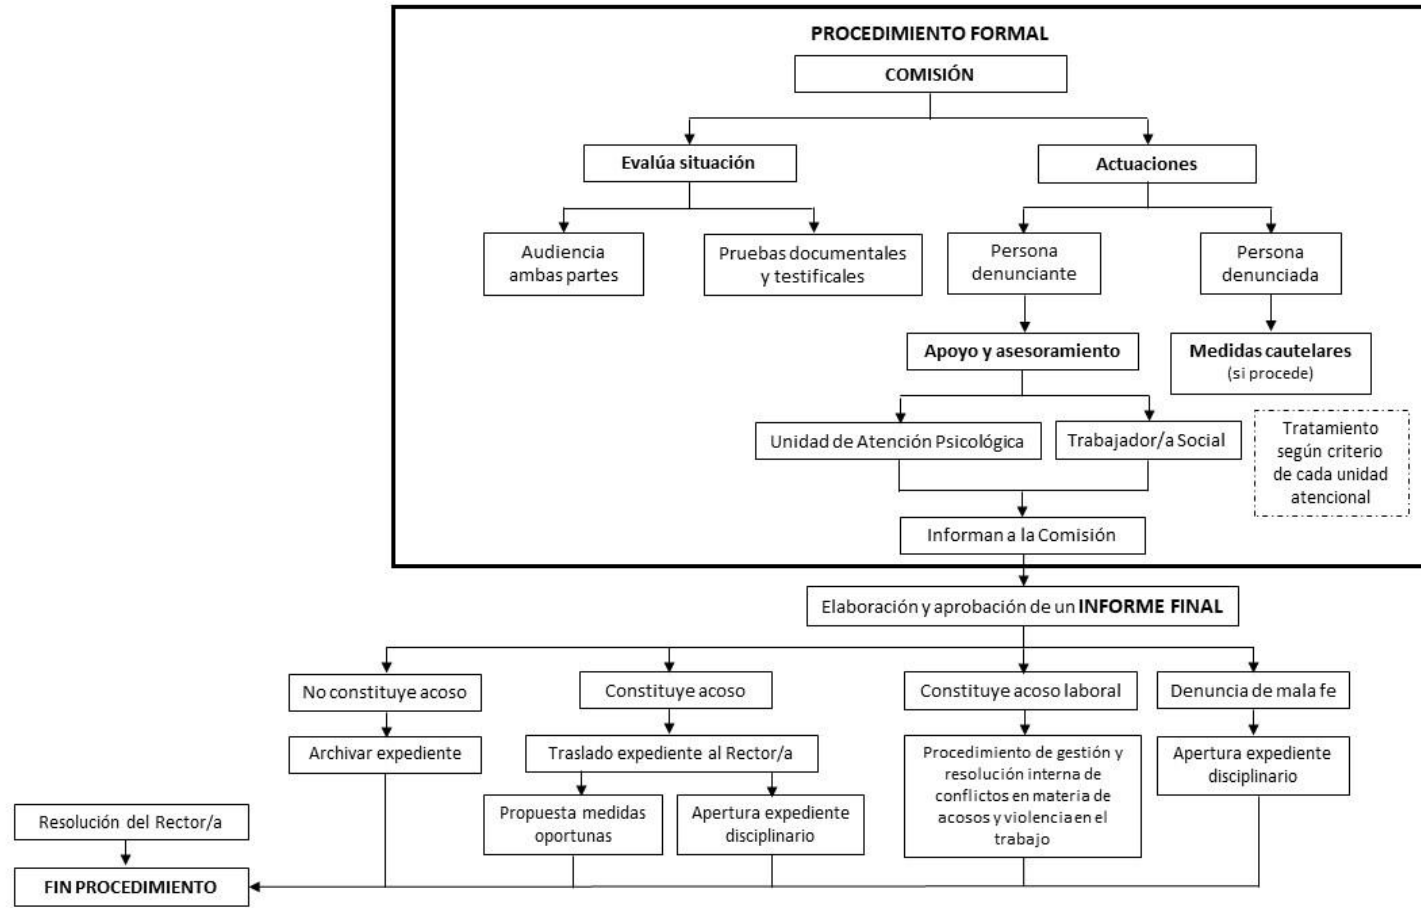 PROCEDIMIENTO FORMAL
COMISIÓN
Evalúa situación
Actuaciones
Audiencia
ambas partes
Pruebas documentales
y testificales
Persona
denunciante
Persona
denunciada
Apoyo y asesoramiento
Medidas cautelares
(si procede)
Unidad de Atención Psicológica
Trabajador/a Social
Tratamiento
según criterio
de cada unidad
atencional
Informan a la Comisión
Elaboración y aprobación de un INFORME FINAL
No constituye acoso
Constituye acoso
Constituye acoso laboral
Denuncia de mala fe
Archivar expediente
Traslado expediente al Rector/a
Procedimiento de gestión y
resolución interna de
conflictos en materia de
acosos y violencia en el
trabajo
Apertura expediente
disciplinario
Propuesta medidas
oportunas
Apertura expediente
disciplinario
Resolución del Rector/a
FIN PROCEDIMIENTO